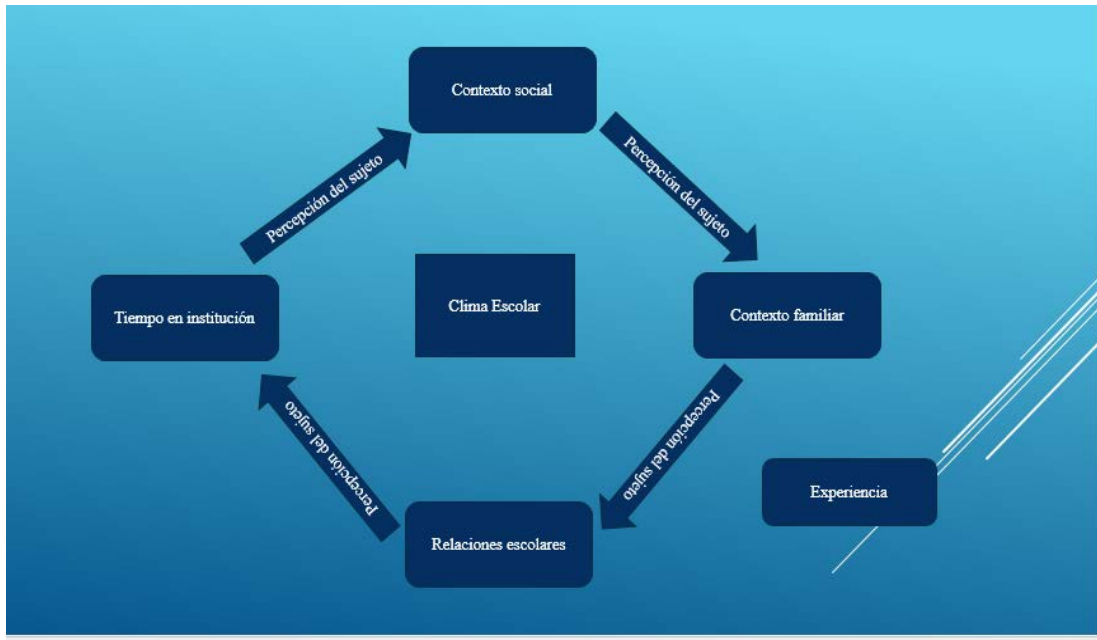 Contexto social
Percepción del sujeto
Percepción del sujeto
Tiempo en institución
Clima Escolar
Contexto familiar
Percepción del sujeto
Percepción del sujeto
Experiencia
Relaciones escolares